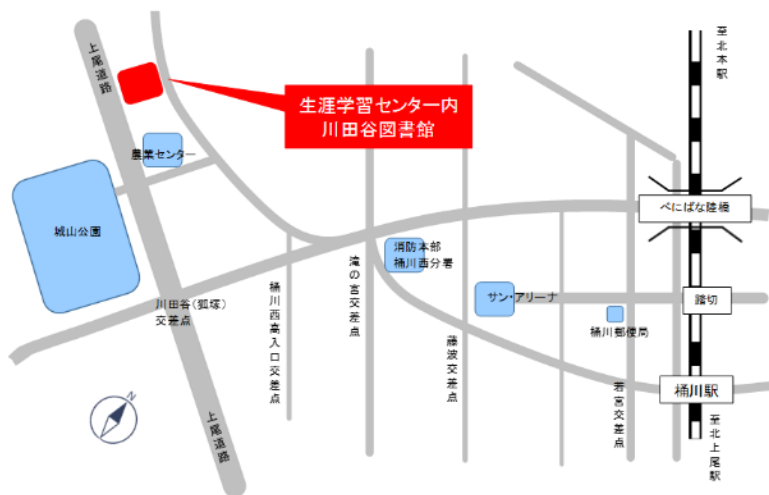 上尾道路
生涯学習センター内
川田谷図書館
至北本駅
農業センター
べにばな陸橋
城山公園
消防本部
桶川西分署
滝の宮交差点
サン・アリーナ
踏切
川田谷(狐塚)
交差点
桶川西高入口交差点
桶川郵便局
藤波交差点
若宮交差点
桶川駅
N
上尾道路
至北上尾駅